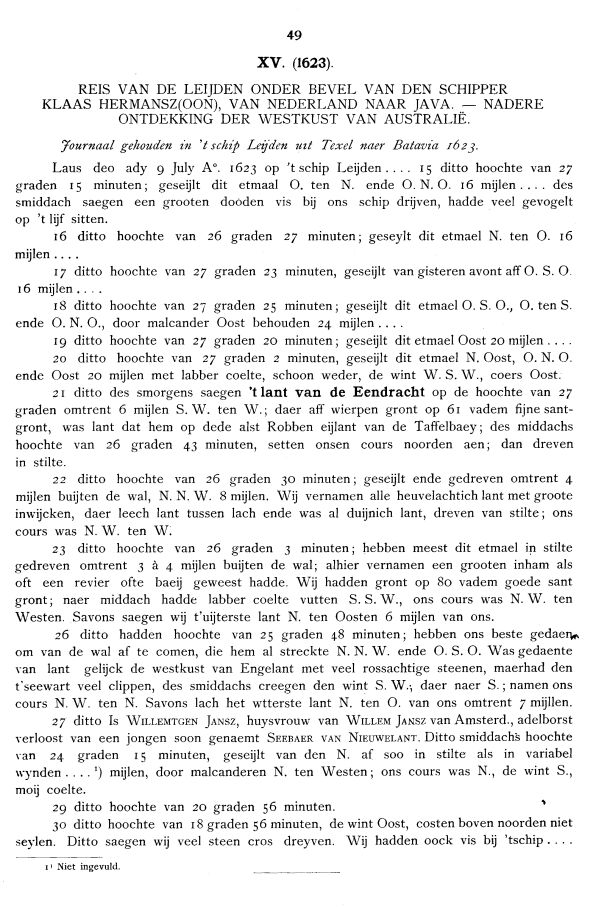 49
XV. (1623).
REIS VAN DE LEIJDEN ONDER BEVEL VAN DEN SCHIPPER
KLAAS HERMANSZ(OON), VAN NEDERLAND NAAR JAVA. — NADERE
ONTDEKKING DER WESTKUST VAN AUSTRALIË.
Journaal gehouden in 't schip Leijden uit Texel naer Batavia 1623.
Laus deo ady 9 July A°. 1623 op 't schip Leijden . . . . 15 ditto hoochte van 27
graden 15 minuten; geseijlt dit etmaal O. ten N. ende O. N. O. 16 mijlen . . . . des
smiddach saegen een grooten dooden vis bij ons schip drijven, hadde veel gevogelt
op 't lijf sitten.
16 ditto hoochte van 26 graden 27 minuten; geseylt dit etmael N. ten O. 16
mijlen . . . .
17 ditto hoochte van 27 graden 23 minuten, geseijlt van gisteren avont aff O. S. O.
16 mijlen . . . .
18 ditto hoochte van 27 graden 25 minuten; geseijlt dit etmael O. S. O., O. ten S.
ende O. N. O., door malcander Oost behouden 24 mijlen . . . .
19 ditto hoochte van 27 graden 20 minuten; geseijlt dit etmael Oost 20 mijlen . . . .
20 ditto hoochte van 27 graden 2 minuten, geseijlt dit etmael N. Oost, O. N. O.
ende Oost 20 mijlen met labber coelte, schoon weder, de wint W. S. W., coers Oost.
21 ditto des smorgens saegen 't lant van de Eendracht op de hoochte van 27
graden omtrent 6 mijlen S. W. ten W.; daer aff wierpen gront op 61 vadem fijne sant-
gront, was lant dat hem op dede alst Robben eijlant van de Taffelbaey; des middachs
hoochte van 26 graden 43 minuten, setten onsen cours noorden aen; dan dreven
in stilte.
22 ditto hoochte van 26 graden 30 minuten; geseijlt ende gedreven omtrent 4
mijlen buijten de wal, N. N. W. 8 mijlen. Wij vernamen alle heuvelachtich lant met groote
inwijcken, daer leech lant tussen lach ende was al duijnich lant, dreven van stilte; ons
cours was N. W. ten W.
23 ditto hoochte van 26 graden 3 minuten; hebben meest dit etmael in stilte
gedreven omtrent 3 à 4 mijlen buijten de wal; alhier vernamen een grooten inham als
oft een revier ofte baeij geweest hadde. Wij hadden gront op 80 vadem goede sant
gront; naer middach hadde labber coelte vutten S. S. W., ons cours was N. W. ten
Westen. Savons saegen wij t'uijterste lant N. ten Oosten 6 mijlen van ons.
26 ditto hadden hoochte van 25 graden 48 minuten; hebben ons beste gedaen
om van de wal af te comen, die hem al streckte N. N. W. ende O. S. O. Was gedaente
van lant gelijck de westkust van Engelant met veel rossachtige steenen, maerhad den
t'seewart veel clippen, des smiddachs creegen den wint S. W.; daer naer S.; namen ons
cours N. W. ten N. Savons lach het wtterste lant N. ten O. van ons omtrent 7 mijllen.
27 ditto Is WILLEMTGEN JANSZ, huysvrouw van WILLEM JANSZ van Amsterd., adelborst
verloost van een jongen soon genaemt SEEBAER VAN NIEUWELANT. Ditto smiddachs hoochte
van 24 graden 15 minuten, geseijlt van den N. af soo in stilte als in variabel
wynden . . . . ¹) mijlen, door malcanderen N. ten Westen; ons cours was N., de wint S.,
moij coelte.
29 ditto hoochte van 20 graden 56 minuten.
30 ditto hoochte van 18 graden 56 minuten, de wint Oost, costen boven noorden niet
seylen. Ditto saegen wij veel steen cros dreyven. Wij hadden oock vis bij 'tschip . . . .
1) Niet ingevuld.